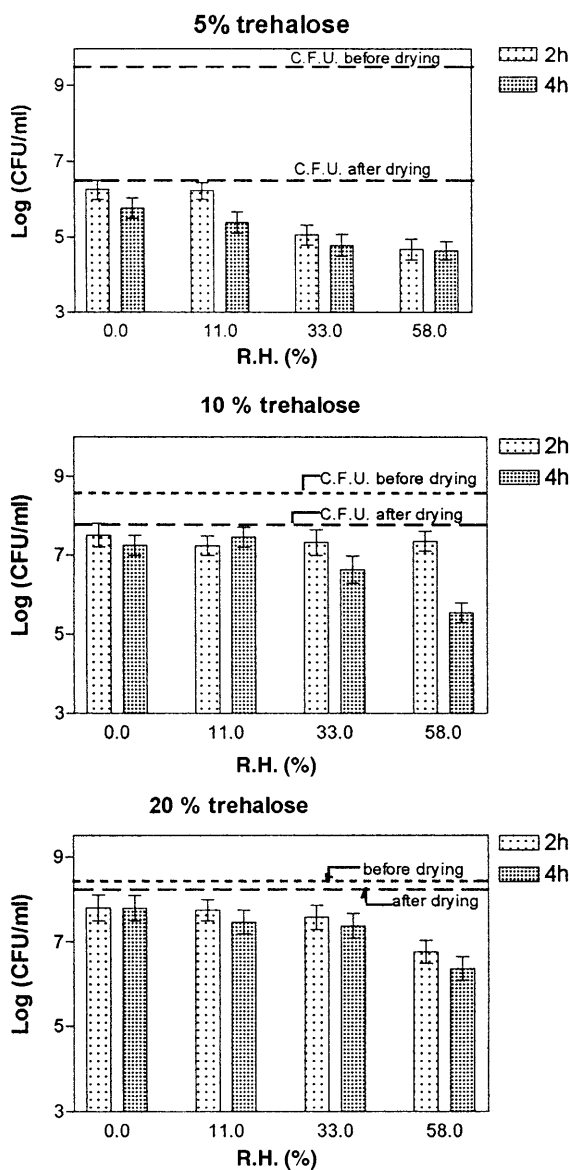 5% trehalose
C.F.U. before drying
C.F.U. after drying
2h
4h
Log (CFU/ml)
9
7
5
3
0.0 11.0 33.0 58.0
R.H. (%)
10 % trehalose
C.F.U. before drying
C.F.U. after drying
2h
4h
Log (CFU/ml)
9
7
5
3
0.0 11.0 33.0 58.0
R.H. (%)
20 % trehalose
before drying
after drying
2h
4h
Log (CFU/ml)
9
7
5
3
0.0 11.0 33.0 58.0
R.H. (%)